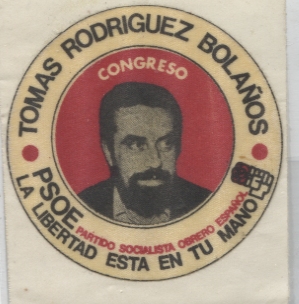 TOMAS RODRIGUEZ BOLAÑOS
CONGRESO
PSOE
PARTIDO SOCIALISTA OBRERO ESPAÑOL
LA LIBERTAD ESTA EN TU MANO